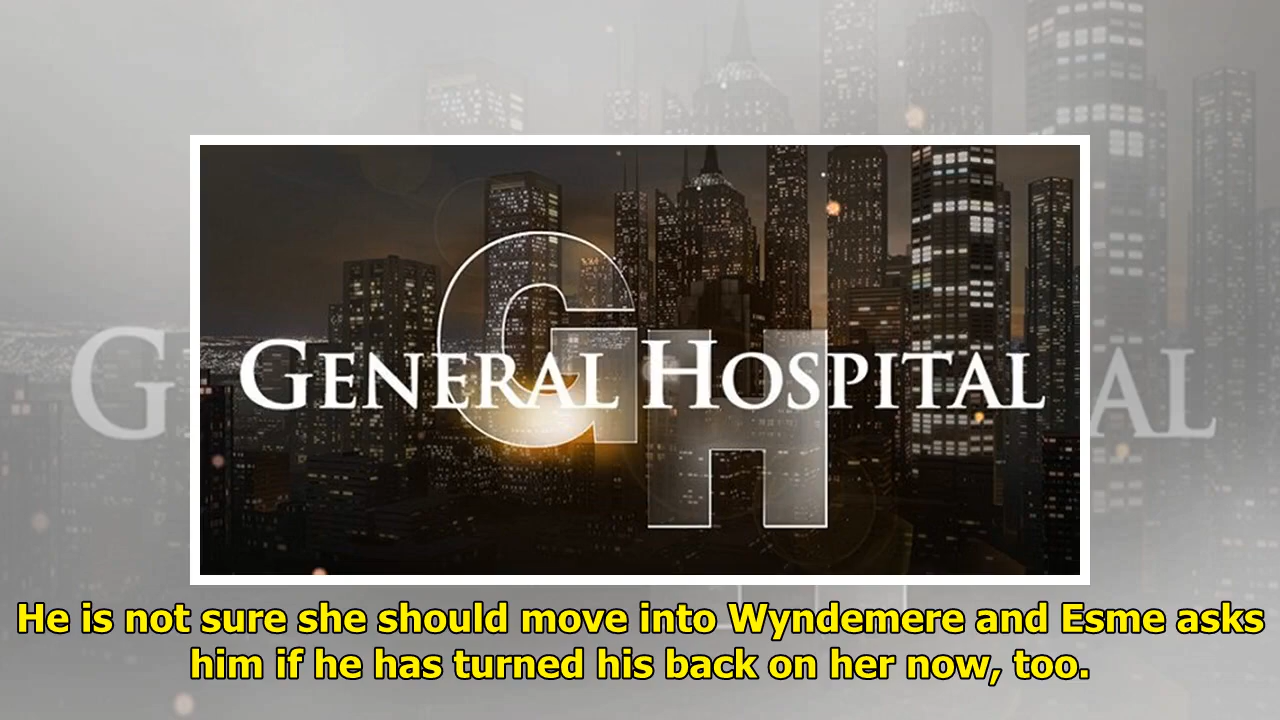 GH
GENERAL HOSPITAL
He is not sure she should move into Wyndemere and Esme asks
him if he has turned his back on her now, too.